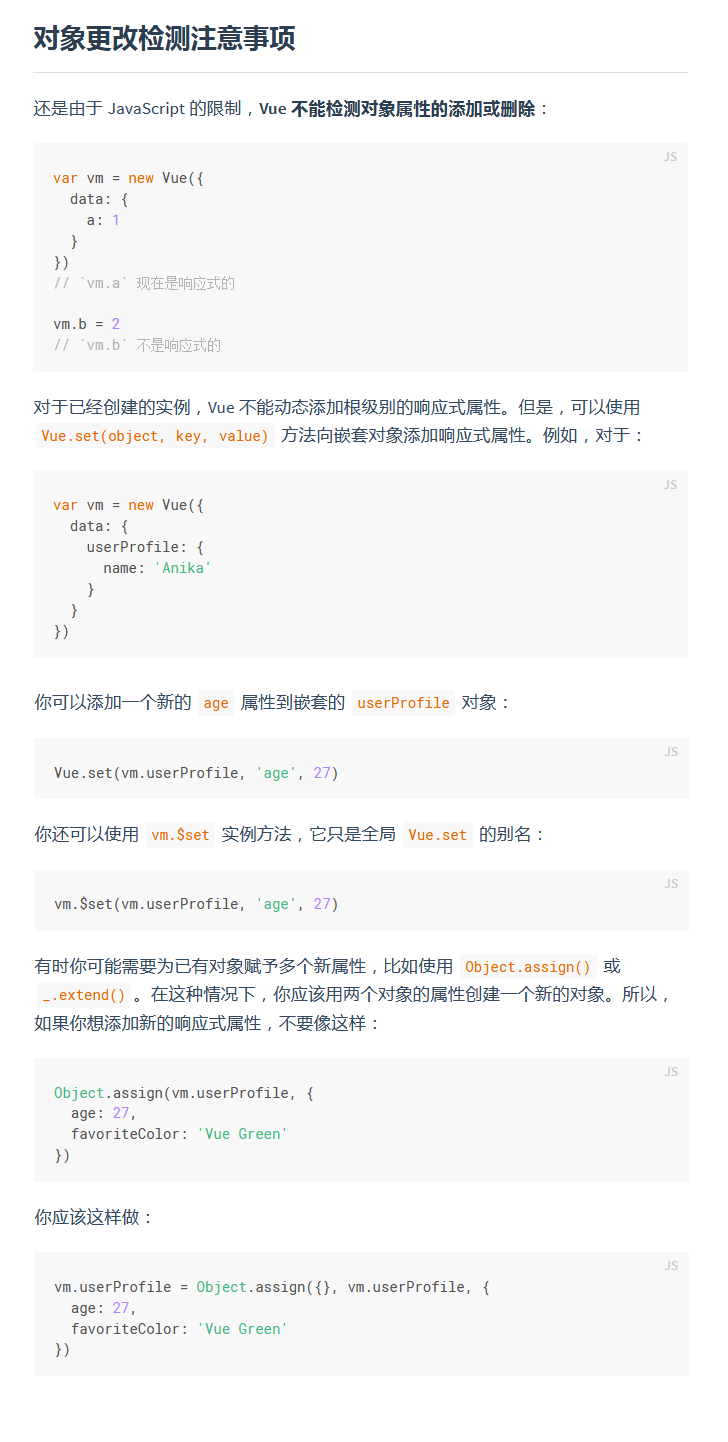 对象更改检测注意事项
还是由于 JavaScript 的限制，Vue 不能检测对象属性的添加或删除：
JS
var vm = new Vue({
  data: {
    a: 1
  }
})
// `vm.a` 现在是响应式的

vm.b = 2
// `vm.b` 不是响应式的
对于已经创建的实例，Vue 不能动态添加根级别的响应式属性。但是，可以使用
Vue.set(object, key, value) 方法向嵌套对象添加响应式属性。例如，对于：
JS
var vm = new Vue({
  data: {
    userProfile: {
      name: 'Anika'
    }
  }
})
你可以添加一个新的 age 属性到嵌套的 userProfile 对象：
JS
Vue.set(vm.userProfile, 'age', 27)
你还可以使用 vm.$set 实例方法，它只是全局 Vue.set 的别名：
JS
vm.$set(vm.userProfile, 'age', 27)
有时你可能需要为已有对象赋予多个新属性，比如使用 Object.assign() 或
_.extend()。在这种情况下，你应该用两个对象的属性创建一个新的对象。所以，
如果你想添加新的响应式属性，不要像这样：
JS
Object.assign(vm.userProfile, {
  age: 27,
  favoriteColor: 'Vue Green'
})
你应该这样做：
JS
vm.userProfile = Object.assign({}, vm.userProfile, {
  age: 27,
  favoriteColor: 'Vue Green'
})